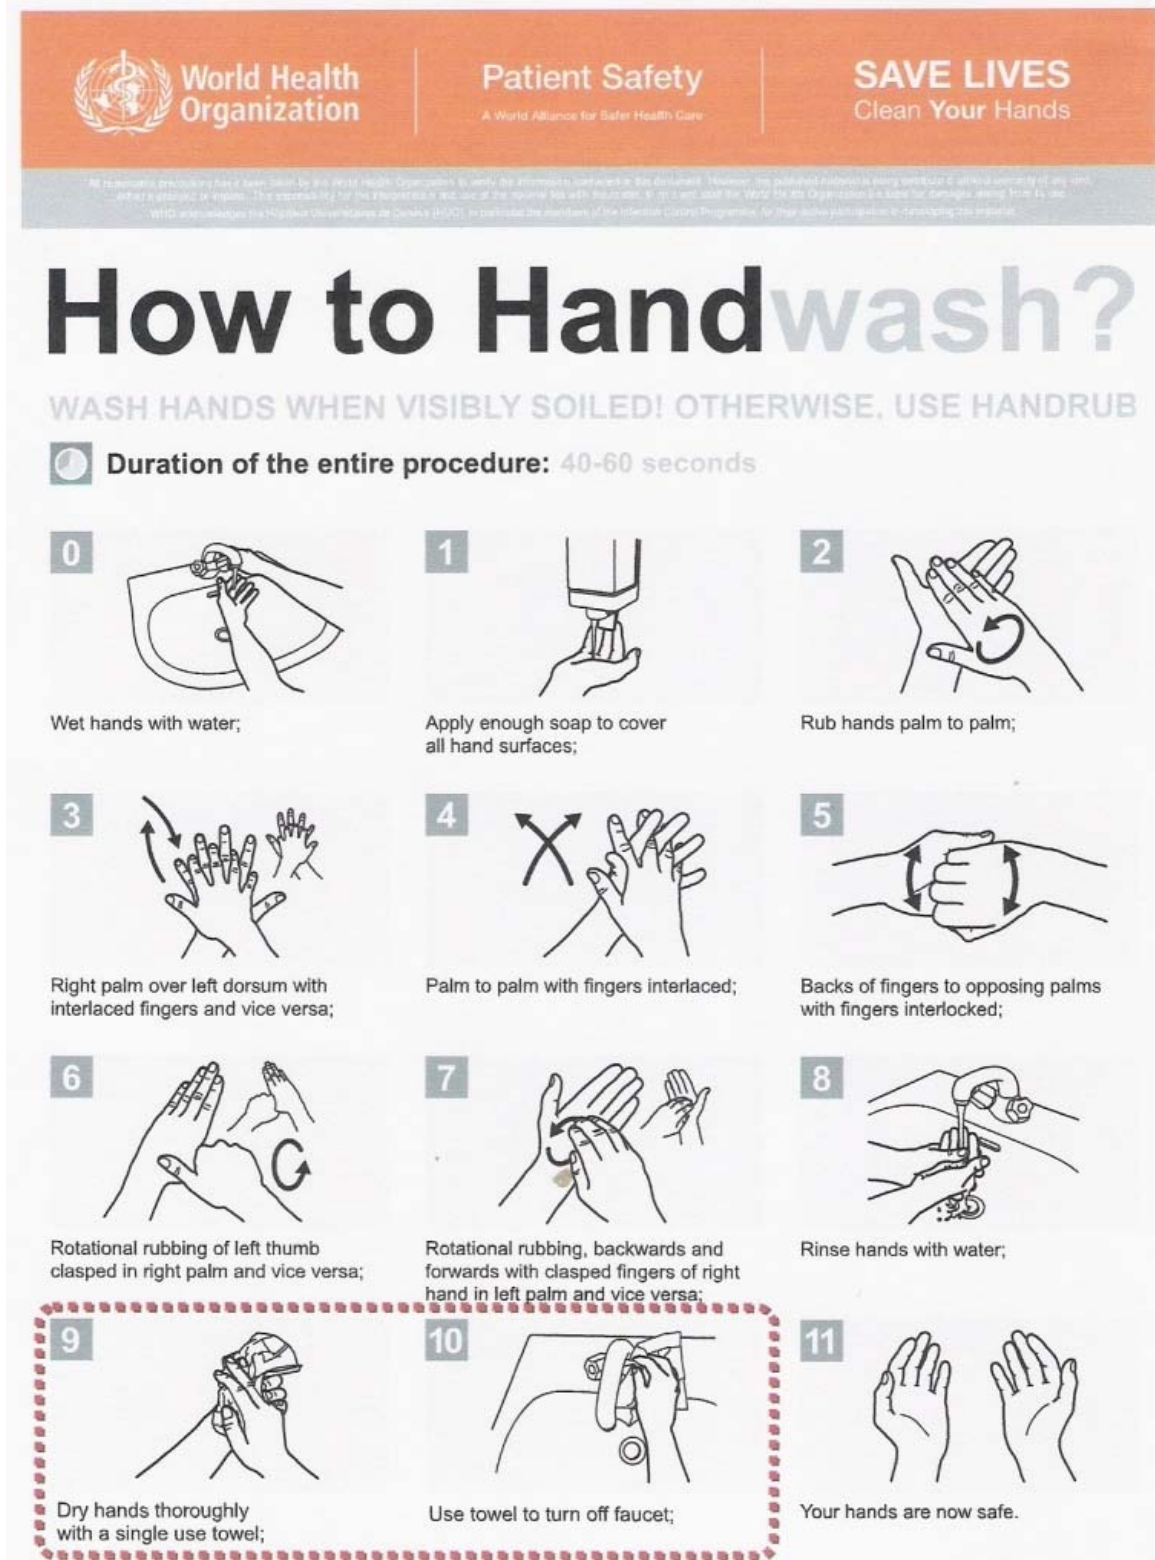 World Health
Organization
Patient Safety
A World Alliance for Safer Health Care
SAVE LIVES
Clean Your Hands
How to Handwash?
WASH HANDS WHEN VISIBLY SOILED! OTHERWISE, USE HANDRUB
Duration of the entire procedure: 40-60 seconds
0
Wet hands with water;
1
Apply enough soap to cover
all hand surfaces;
2
Rub hands palm to palm;
3
Right palm over left dorsum with
interlaced fingers and vice versa;
4
Palm to palm with fingers interlaced;
5
Backs of fingers to opposing palms
with fingers interlocked;
6
Rotational rubbing of left thumb
clasped in right palm and vice versa;
7
Rotational rubbing, backwards and
forwards with clasped fingers of right
hand in left palm and vice versa;
8
Rinse hands with water;
9
Dry hands thoroughly
with a single use towel;
10
Use towel to turn off faucet;
11
Your hands are now safe.